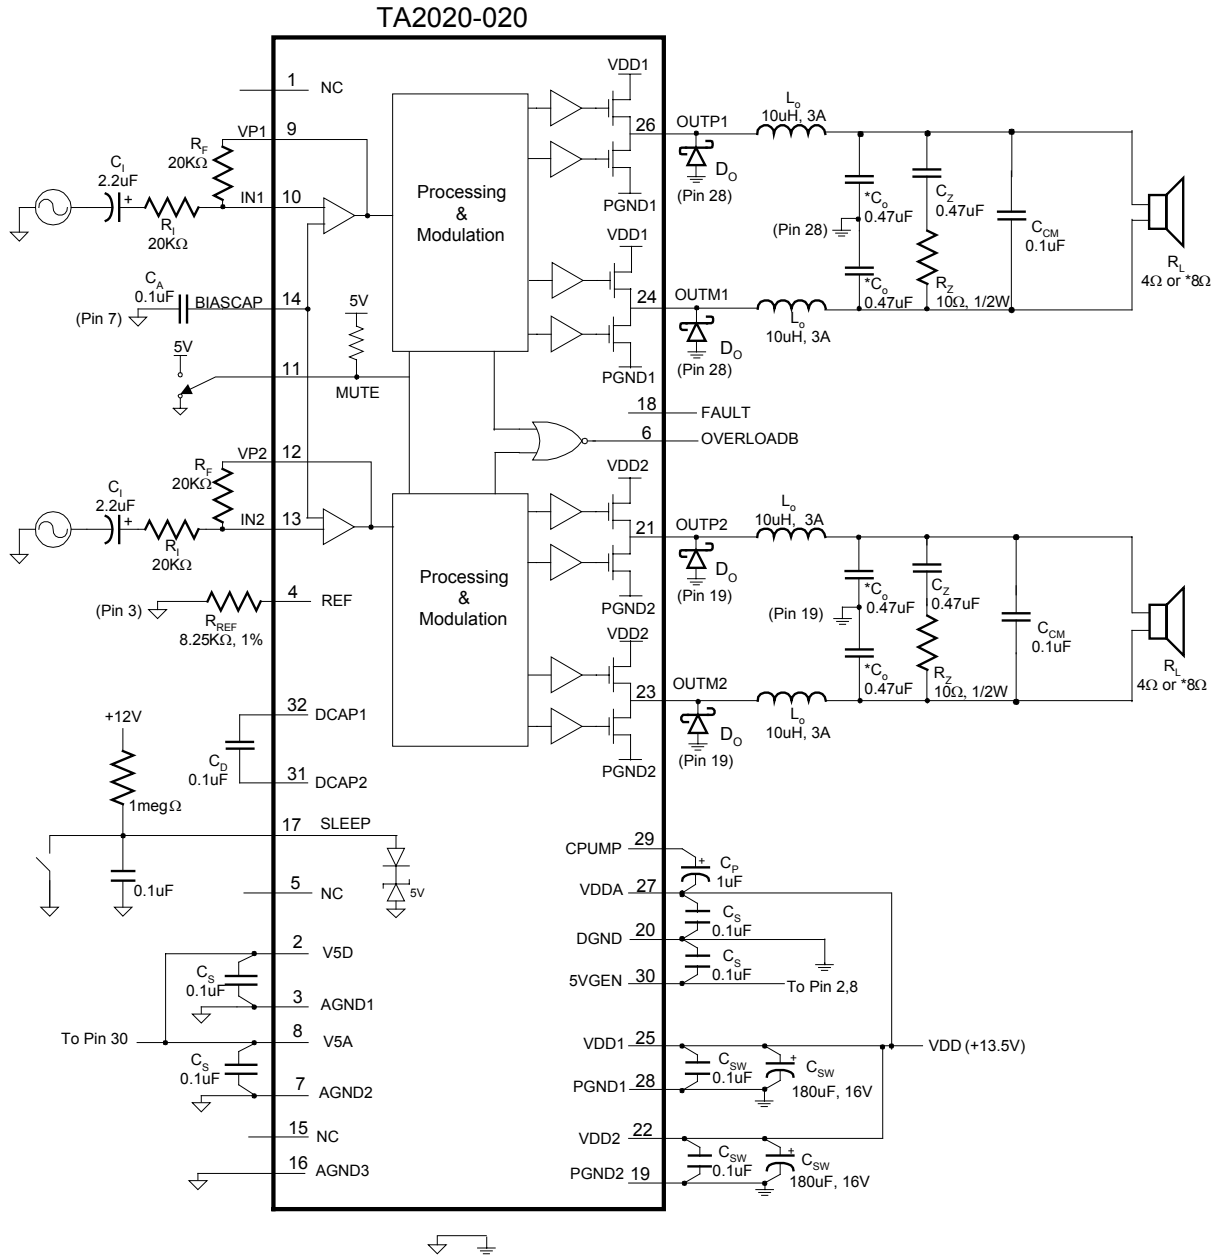 TA2020-020
1 NC
VP1 9
RF
20KΩ
CI
2.2uF
+
IN1 10
RI
20KΩ
CA
0.1uF
BIASCAP 14
(Pin 7)
5V
5V
11
MUTE
Processing
&
Modulation
VDD1
PGND1
VDD1
PGND1
26 OUTP1
Lo
10uH, 3A
DO
(Pin 28)
*Co
0.47uF
(Pin 28)
*Co
0.47uF
CZ
0.47uF
RZ
10Ω, 1/2W
CCM
0.1uF
RL
4Ω or *8Ω
24 OUTM1
Lo
10uH, 3A
DO
(Pin 28)
18 FAULT
6 OVERLOADB
VP2 12
RF
20KΩ
CI
2.2uF
+
IN2 13
RI
20KΩ
(Pin 3)
4 REF
RREF
8.25KΩ, 1%
Processing
&
Modulation
VDD2
PGND2
VDD2
PGND2
21 OUTP2
Lo
10uH, 3A
DO
(Pin 19)
*Co
0.47uF
(Pin 19)
*Co
0.47uF
CZ
0.47uF
RZ
10Ω, 1/2W
CCM
0.1uF
RL
4Ω or *8Ω
23 OUTM2
Lo
10uH, 3A
DO
(Pin 19)
32 DCAP1
CD
0.1uF
31 DCAP2
+12V
1megΩ
17 SLEEP
0.1uF
5V
5 NC
2 V5D
CS
0.1uF
3 AGND1
To Pin 30
8 V5A
CS
0.1uF
7 AGND2
15 NC
16 AGND3
CPUMP 29
+
CP
1uF
VDDA 27
CS
0.1uF
DGND 20
CS
0.1uF
5VGEN 30
To Pin 2,8
VDD1 25
VDD (+13.5V)
CSW
0.1uF
+
CSW
180uF, 16V
PGND1 28
VDD2 22
CSW
0.1uF
+
CSW
180uF, 16V
PGND2 19